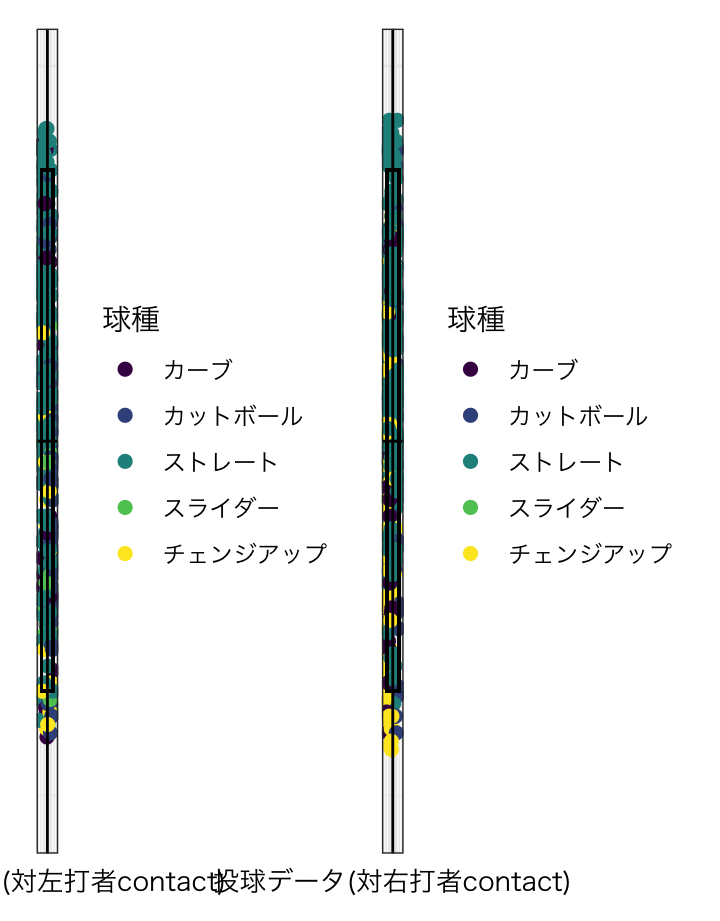 球種
カーブ
カットボール
ストレート
スライダー
チェンジアップ
球種
カーブ
カットボール
ストレート
スライダー
チェンジアップ
(対左打者contact)
投球データ(対右打者contact)